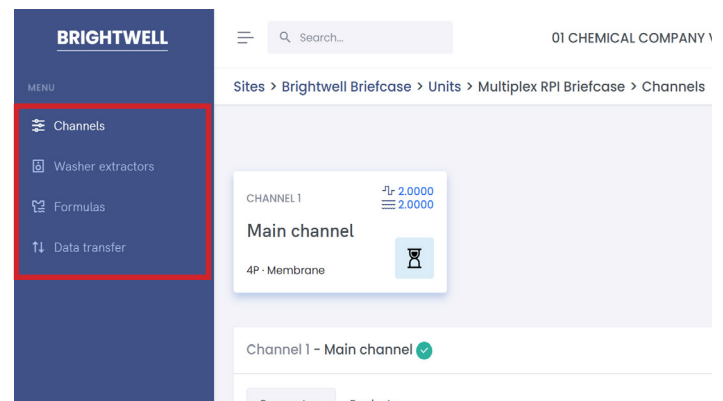 BRIGHTWELL
Search...
01 CHEMICAL COMPANY
MENU
Sites > Brightwell Briefcase > Units > Multiplex RPI Briefcase > Channels
Channels
Washer extractors
Formulas
Data transfer
CHANNEL 1
2.0000
2.0000
Main channel
4P · Membrane
Channel 1 - Main channel